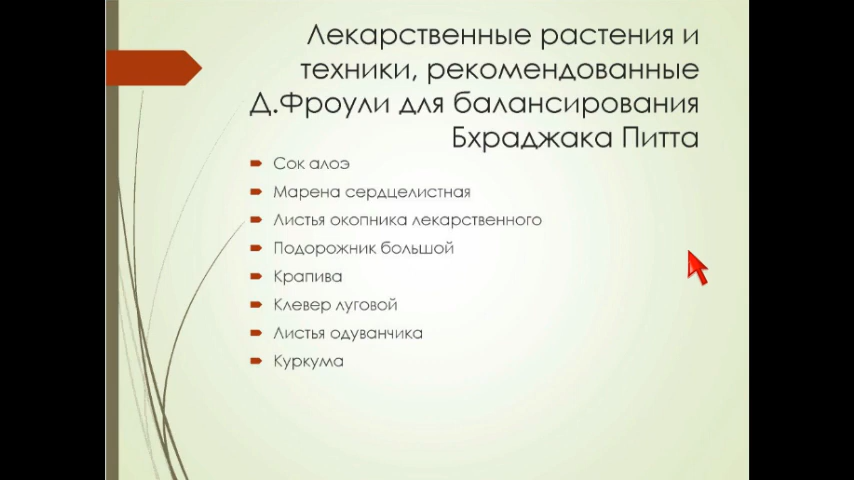 Лекарственные растения и
техники, рекомендованные
Д.Фроули для балансирования
Бхраджака Питта
Сок алоэ
Марена сердцелистная
Листья окопника лекарственного
Подорожник большой
Крапива
Клевер луговой
Листья одуванчика
Куркума